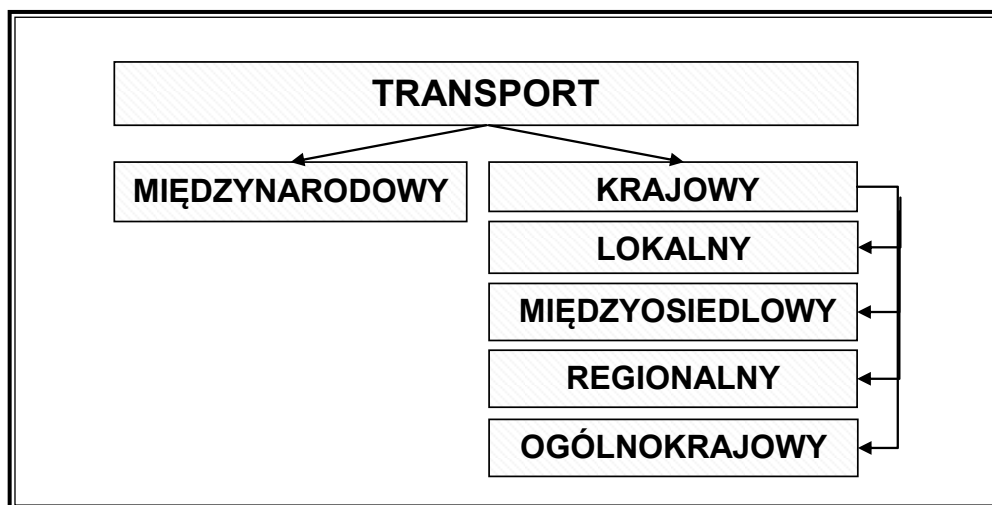 TRANSPORT
MIĘDZYNARODOWY
KRAJOWY
LOKALNY
MIĘDZYOSIEDLOWY
REGIONALNY
OGÓLNOKRAJOWY